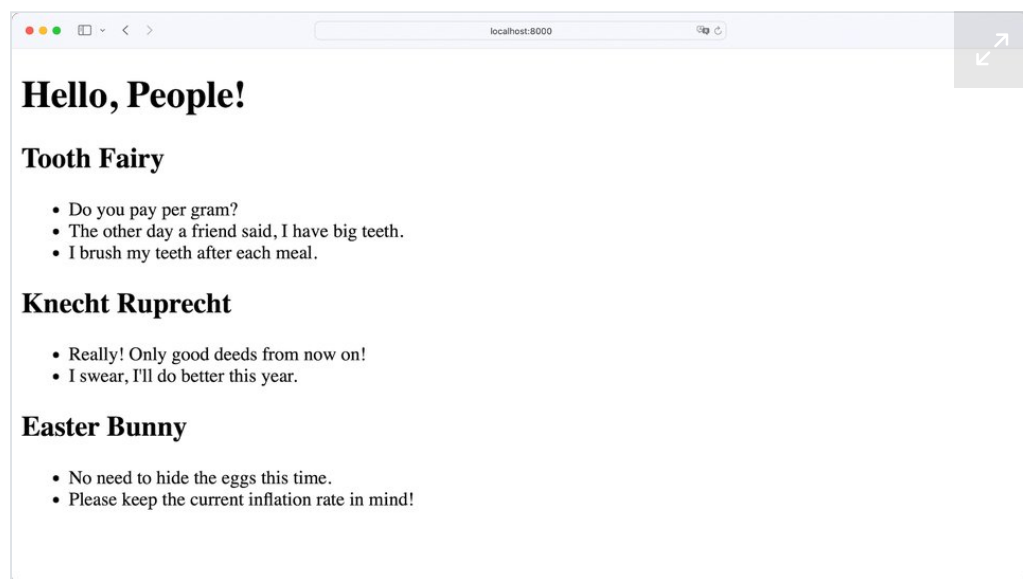 localhost:8000
Hello, People!
Tooth Fairy
• Do you pay per gram?
• The other day a friend said, I have big teeth.
• I brush my teeth after each meal.
Knecht Ruprecht
• Really! Only good deeds from now on!
• I swear, I'll do better this year.
Easter Bunny
• No need to hide the eggs this time.
• Please keep the current inflation rate in mind!